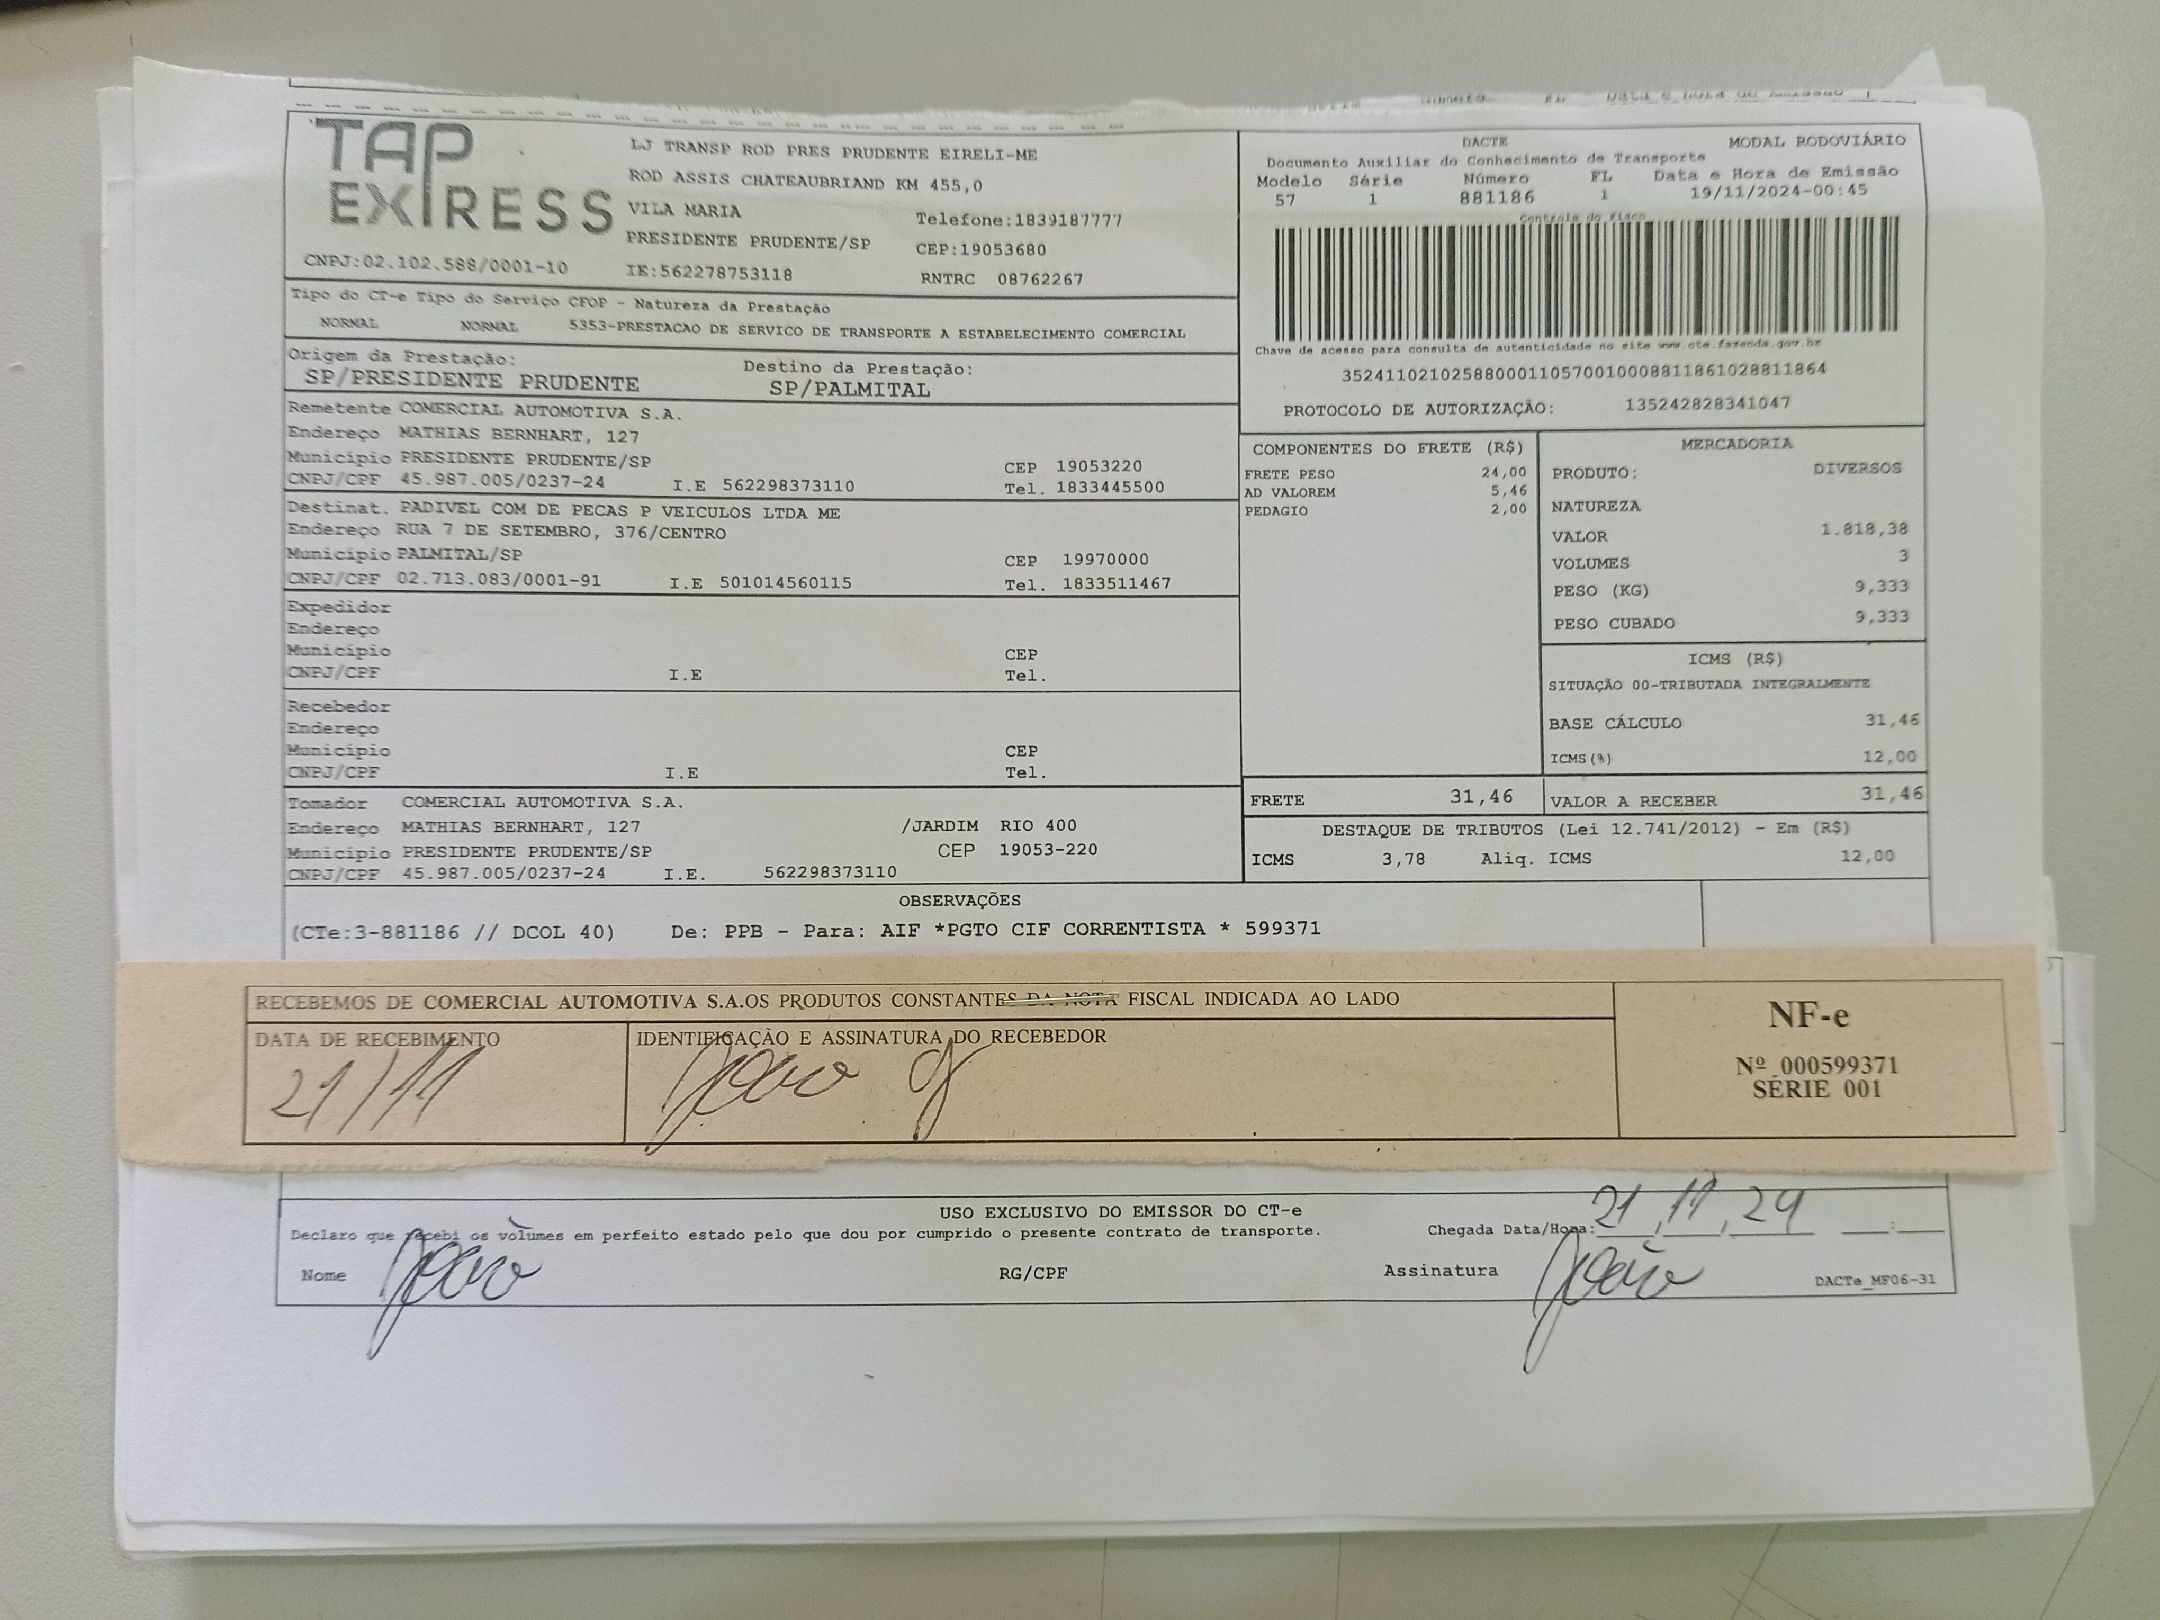 TAP
EXPRESS
LJ TRANSP ROD PRES PRUDENTE EIRELI-ME
ROD ASSIS CHATEAUBRIAND KM 455,0
VILA MARIA
Telefone:1839187777
PRESIDENTE PRUDENTE/SP
CEP:19053680
CNPJ:02.102.588/0001-10
IE:562278753118
RNTRC 08762267
DACTE
MODAL RODOVIÁRIO
Documento Auxiliar do Conhecimento de Transporte
Modelo Série Número FL Data e Hora de Emissão
57 1 881186 1 19/11/2024-00:45
Controle do Fisco
Chave de acesso para consulta de autenticidade no site www.cte.fazenda.gov.br
35241102102588000110570010008811861028811864
PROTOCOLO DE AUTORIZAÇÃO: 135242828341047
Tipo do CT-e Tipo do Serviço CFOP - Natureza da Prestação
NORMAL NORMAL 5353-PRESTACAO DE SERVICO DE TRANSPORTE A ESTABELECIMENTO COMERCIAL
Origem da Prestação: Destino da Prestação:
SP/PRESIDENTE PRUDENTE SP/PALMITAL
Remetente COMERCIAL AUTOMOTIVA S.A.
Endereço MATHIAS BERNHART, 127
Município PRESIDENTE PRUDENTE/SP CEP 19053220
CNPJ/CPF 45.987.005/0237-24 I.E 562298373110 Tel. 1833445500
Destinat. PADIVEL COM DE PECAS P VEICULOS LTDA ME
Endereço RUA 7 DE SETEMBRO, 376/CENTRO
Município PALMITAL/SP CEP 19970000
CNPJ/CPF 02.713.083/0001-91 I.E 501014560115 Tel. 1833511467
Expedidor
Endereço
Município CEP
CNPJ/CPF I.E Tel.
Recebedor
Endereço
Município CEP
CNPJ/CPF I.E Tel.
Tomador COMERCIAL AUTOMOTIVA S.A.
Endereço MATHIAS BERNHART, 127 /JARDIM RIO 400
Município PRESIDENTE PRUDENTE/SP CEP 19053-220
CNPJ/CPF 45.987.005/0237-24 I.E. 562298373110
COMPONENTES DO FRETE (R$)
FRETE PESO 24,00
AD VALOREM 5,46
PEDAGIO 2,00
MERCADORIA
PRODUTO: DIVERSOS
NATUREZA
VALOR 1.818,38
VOLUMES 3
PESO (KG) 9,333
PESO CUBADO 9,333
ICMS (R$)
SITUAÇÃO 00-TRIBUTADA INTEGRALMENTE
BASE CÁLCULO 31,46
ICMS(%) 12,00
FRETE 31,46 VALOR A RECEBER 31,46
DESTAQUE DE TRIBUTOS (Lei 12.741/2012) - Em (R$)
ICMS 3,78 Aliq. ICMS 12,00
OBSERVAÇÕES
(CTe:3-881186 // DCOL 40) De: PPB - Para: AIF *PGTO CIF CORRENTISTA * 599371
RECEBEMOS DE COMERCIAL AUTOMOTIVA S.A.OS PRODUTOS CONSTANTES DA NOTA FISCAL INDICADA AO LADO
DATA DE RECEBIMENTO IDENTIFICAÇÃO E ASSINATURA DO RECEBEDOR
21/11 João
NF-e
Nº 000599371
SÉRIE 001
USO EXCLUSIVO DO EMISSOR DO CT-e
Declaro que recebi os volumes em perfeito estado pelo que dou por cumprido o presente contrato de transporte. Chegada Data/Hora: 21 11 24
Nome João RG/CPF Assinatura João DACTe_MF06-31